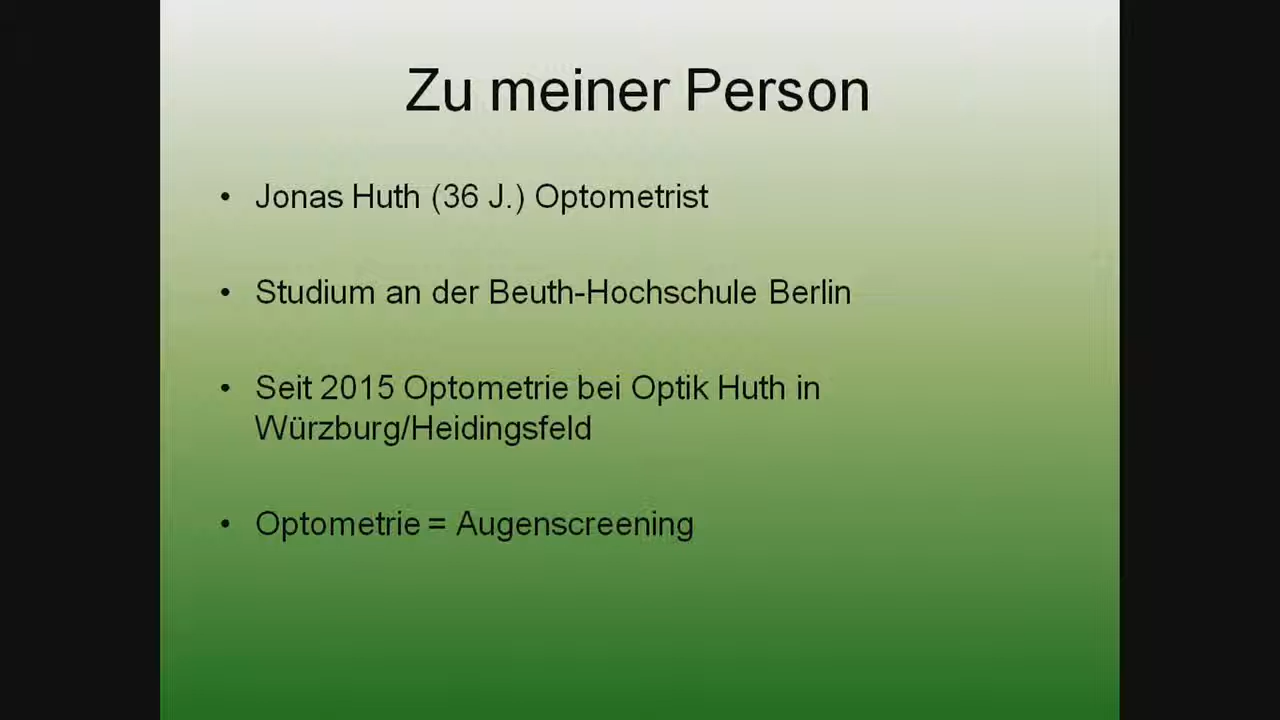 Zu meiner Person
• Jonas Huth (36 J.) Optometrist
• Studium an der Beuth-Hochschule Berlin
• Seit 2015 Optometrie bei Optik Huth in
Würzburg/Heidingsfeld
• Optometrie = Augenscreening